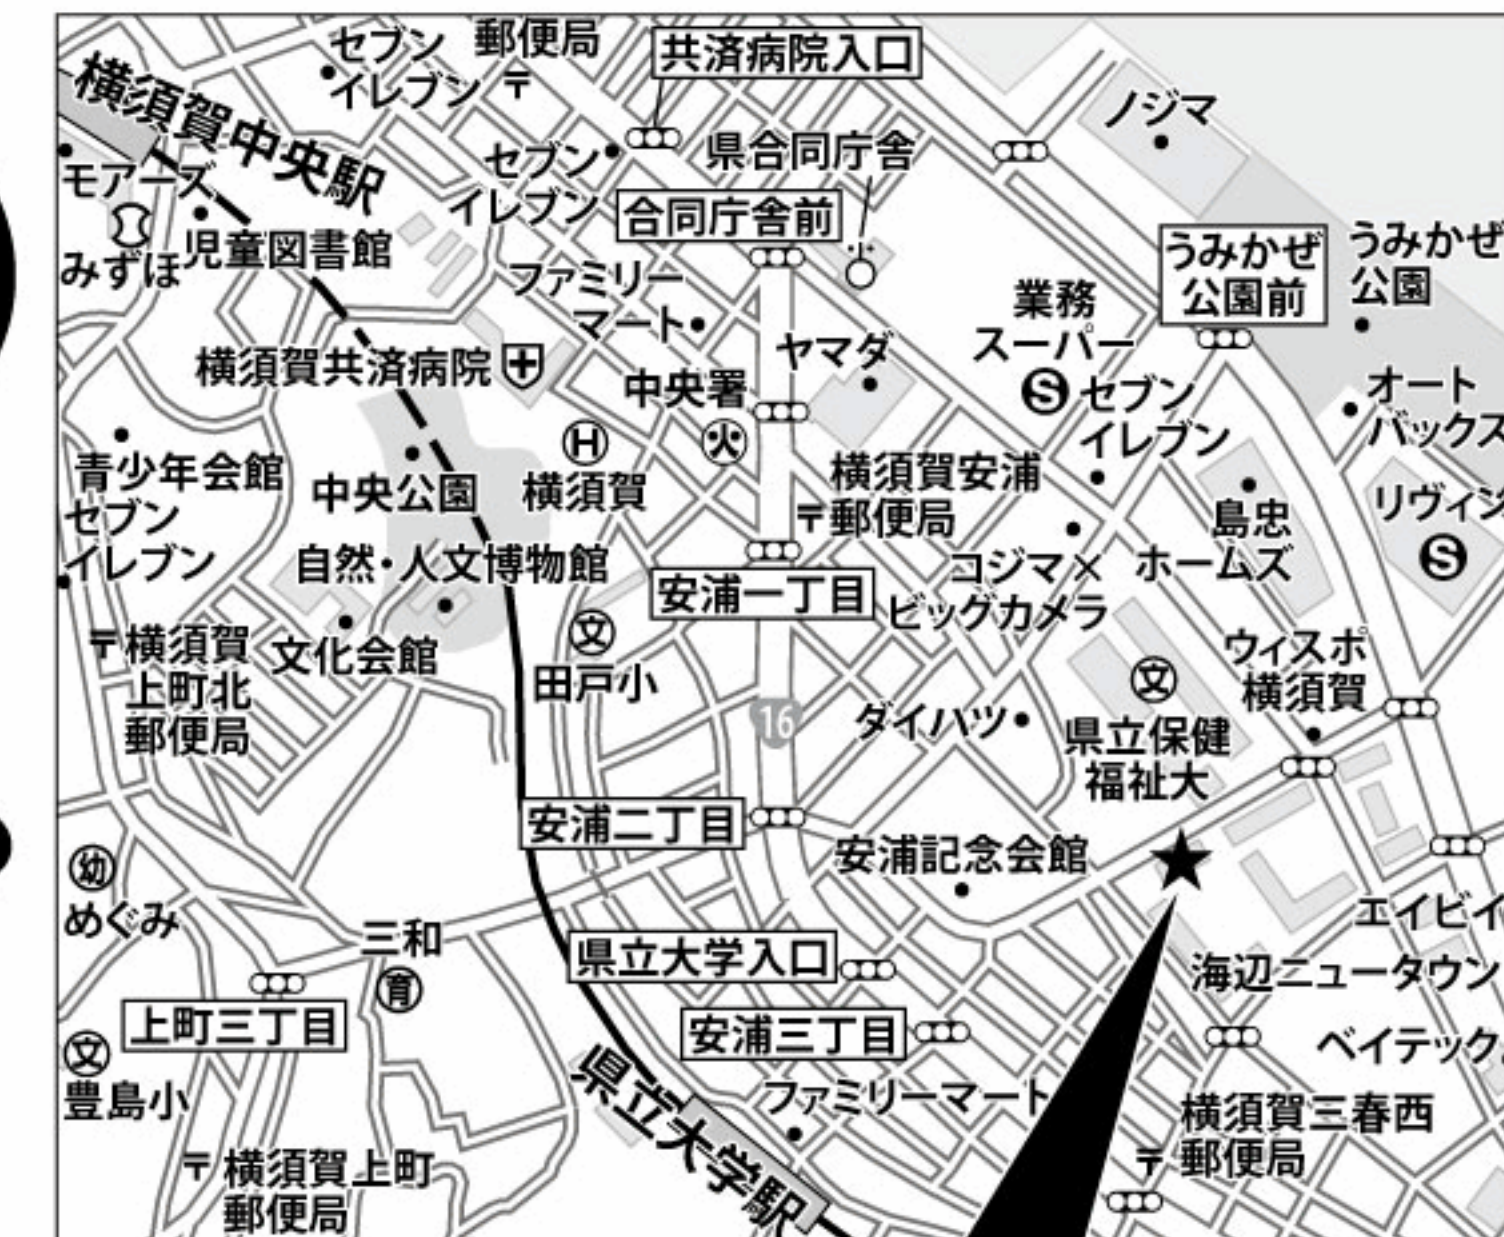 セブン
イレブン
郵便局
〒
共済病院入口
横須賀中央駅
ノジマ
モアーズ
セブン
イレブン
県合同庁舎
合同庁舎前
みずほ
児童図書館
ファミリー
マート
うみかぜ
公園前
うみかぜ
公園
業務
スーパー
S
ヤマダ
横須賀共済病院
中央署
火
セブン
イレブン
オート
バックス
青少年会館
中央公園
H
横須賀
横須賀安浦
〒郵便局
島忠
ホームズ
リヴィン
S
セブン
イレブン
自然・人文博物館
安浦一丁目
コジマ×
ビッグカメラ
〒横須賀
上町北
郵便局
文化会館
文
田戸小
16
ダイハツ
文
県立保健
福祉大
ウィスポ
横須賀
安浦二丁目
安浦記念会館
幼
めぐみ
三和
育
県立大学入口
エイビイ
海辺ニュータウン
上町三丁目
安浦三丁目
ベイテック
文
豊島小
県立大学駅
ファミリーマート
横須賀三春西
〒郵便局
〒横須賀上町
郵便局